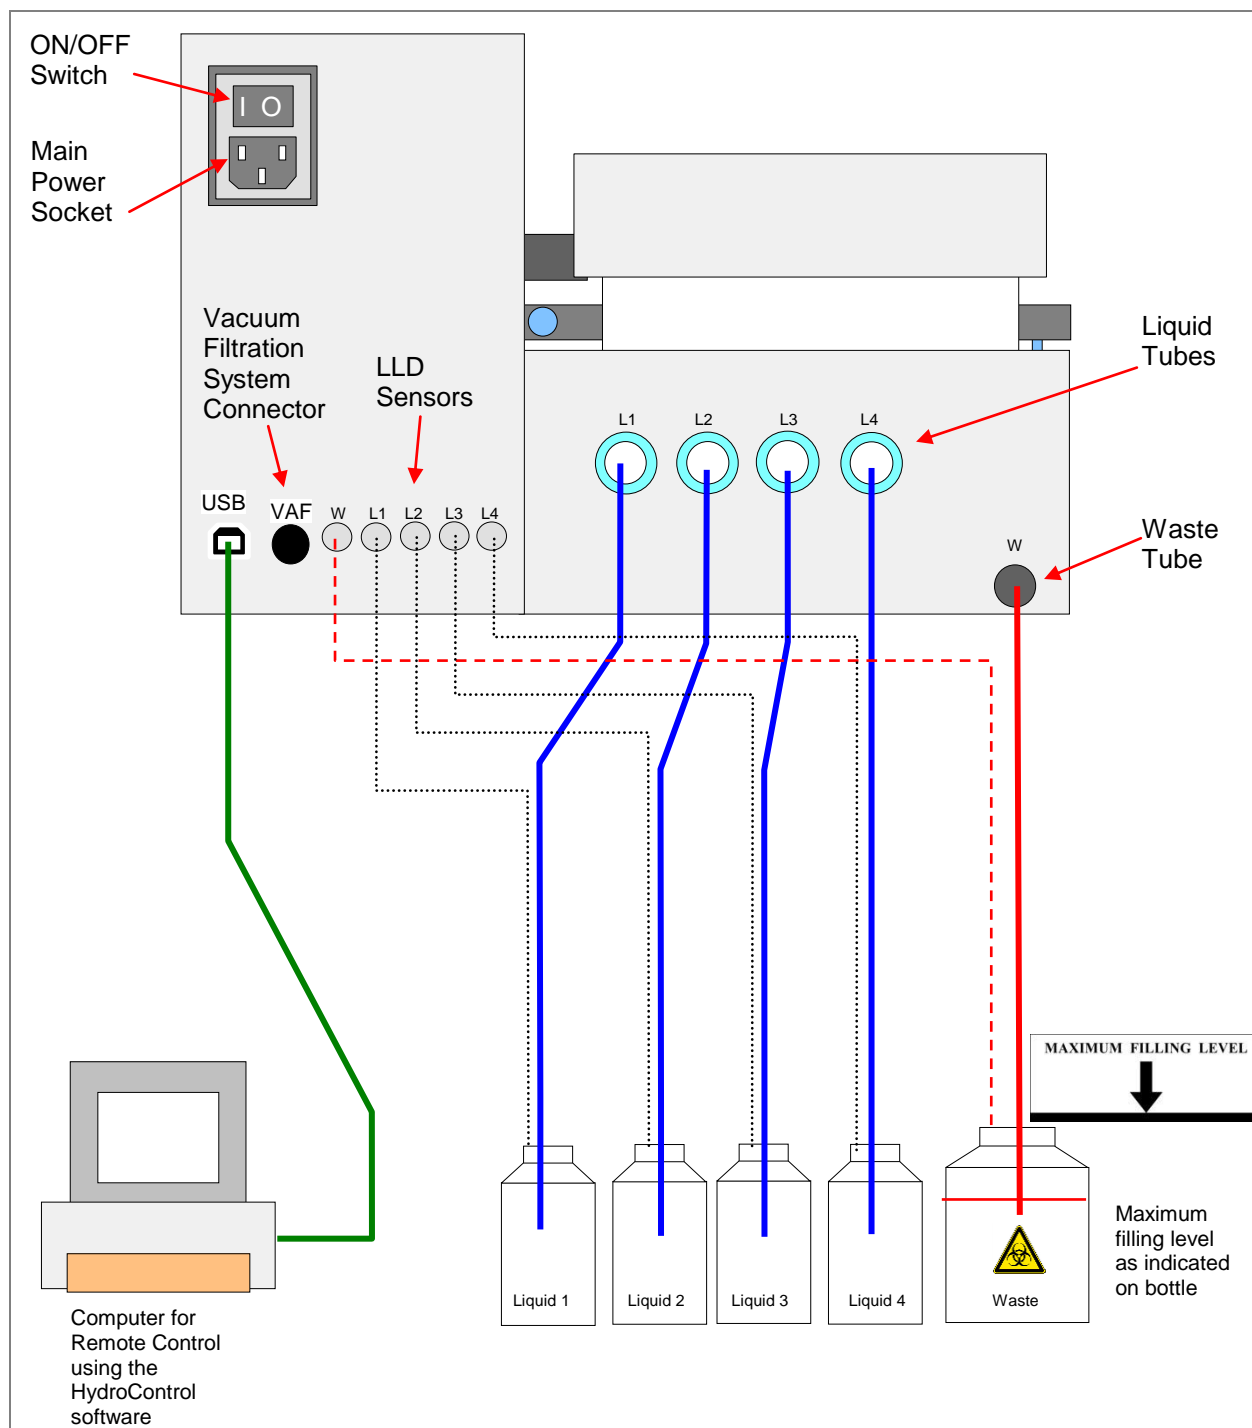 ON/OFF
Switch
I O
Main
Power
Socket
Vacuum
Filtration
System
Connector
LLD
Sensors
Liquid
Tubes
L1
L2
L3
L4
USB
VAF
W
L1
L2
L3
L4
W
Waste
Tube
MAXIMUM FILLING LEVEL
Maximum
filling level
as indicated
on bottle
Liquid 1
Liquid 2
Liquid 3
Liquid 4
Waste
Computer for
Remote Control
using the
HydroControl
software